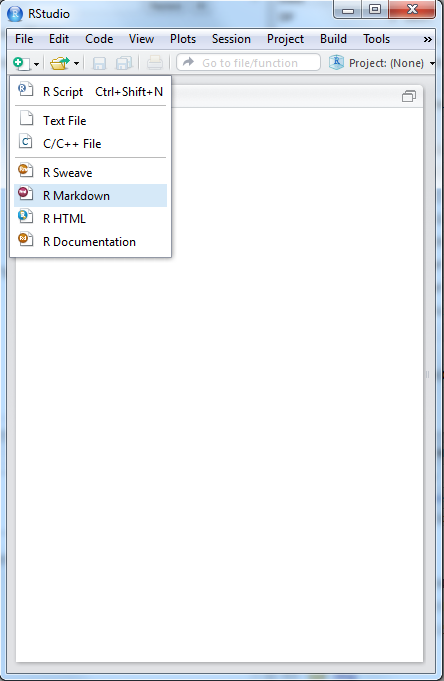 RStudio
File Edit Code View Plots Session Project Build Tools »
Go to file/function Project: (None)
R Script Ctrl+Shift+N
Text File
C/C++ File
R Sweave
R Markdown
R HTML
R Documentation